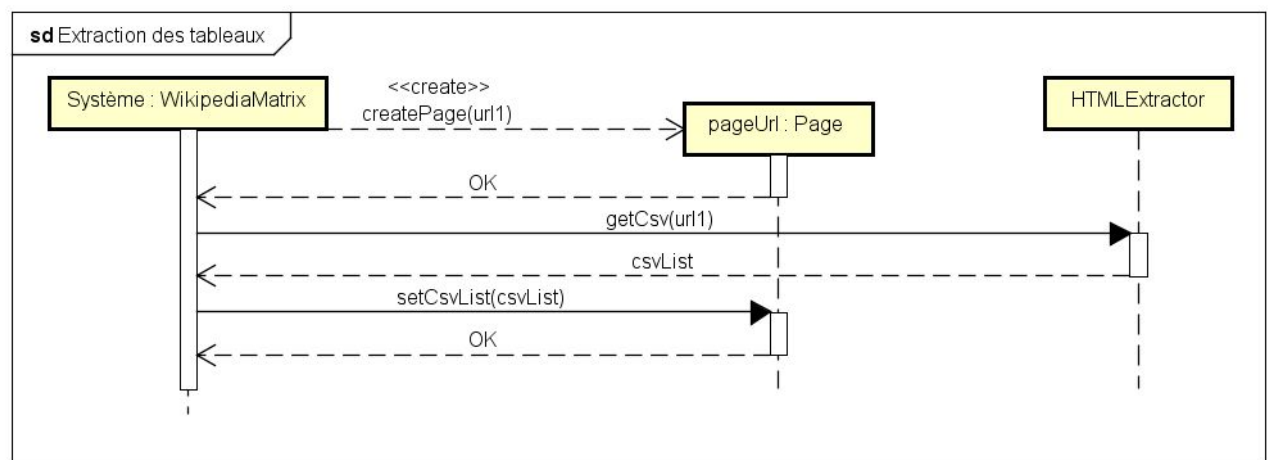 sd Extraction des tableaux
Système : WikipediaMatrix
<<create>>
createPage(url1)
pageUrl : Page
HTMLExtractor
OK
getCsv(url1)
csvList
setCsvList(csvList)
OK